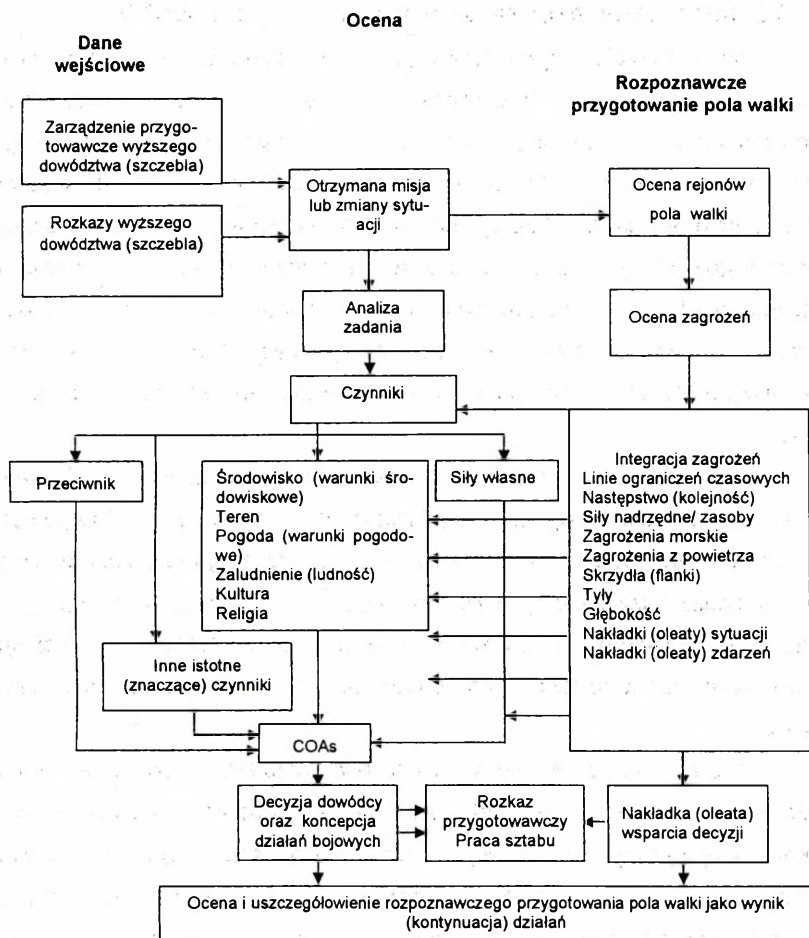 Ocena
Dane
wejściowe
Rozpoznawcze
przygotowanie pola walki
Zarządzenie przygo-
towawcze wyższego
dowództwa (szczebla)
Rozkazy wyższego
dowództwa (szczebla)
Otrzymana misja
lub zmiany sytu-
acji
Ocena rejonów
pola walki
Analiza
zadania
Ocena zagrożeń
Czynniki
Przeciwnik
Środowisko (warunki śro-
dowiskowe)
Teren
Pogoda (warunki pogodo-
we)
Zaludnienie (ludność)
Kultura
Religia
Siły własne
Integracja zagrożeń
Linie ograniczeń czasowych
Następstwo (kolejność)
Siły nadrzędne/ zasoby
Zagrożenia morskie
Zagrożenia z powietrza
Skrzydła (flanki)
Tyły
Głębokość
Nakładki (oleaty) sytuacji
Nakładki (oleaty) zdarzeń
Inne istotne
(znaczące) czynniki
COAs
Decyzja dowódcy
oraz koncepcja
działań bojowych
Rozkaz
przygotowawczy
Praca sztabu
Nakładka (oleata)
wsparcia decyzji
Ocena i uszczegółowienie rozpoznawczego przygotowania pola walki jako wynik
(kontynuacja) działań